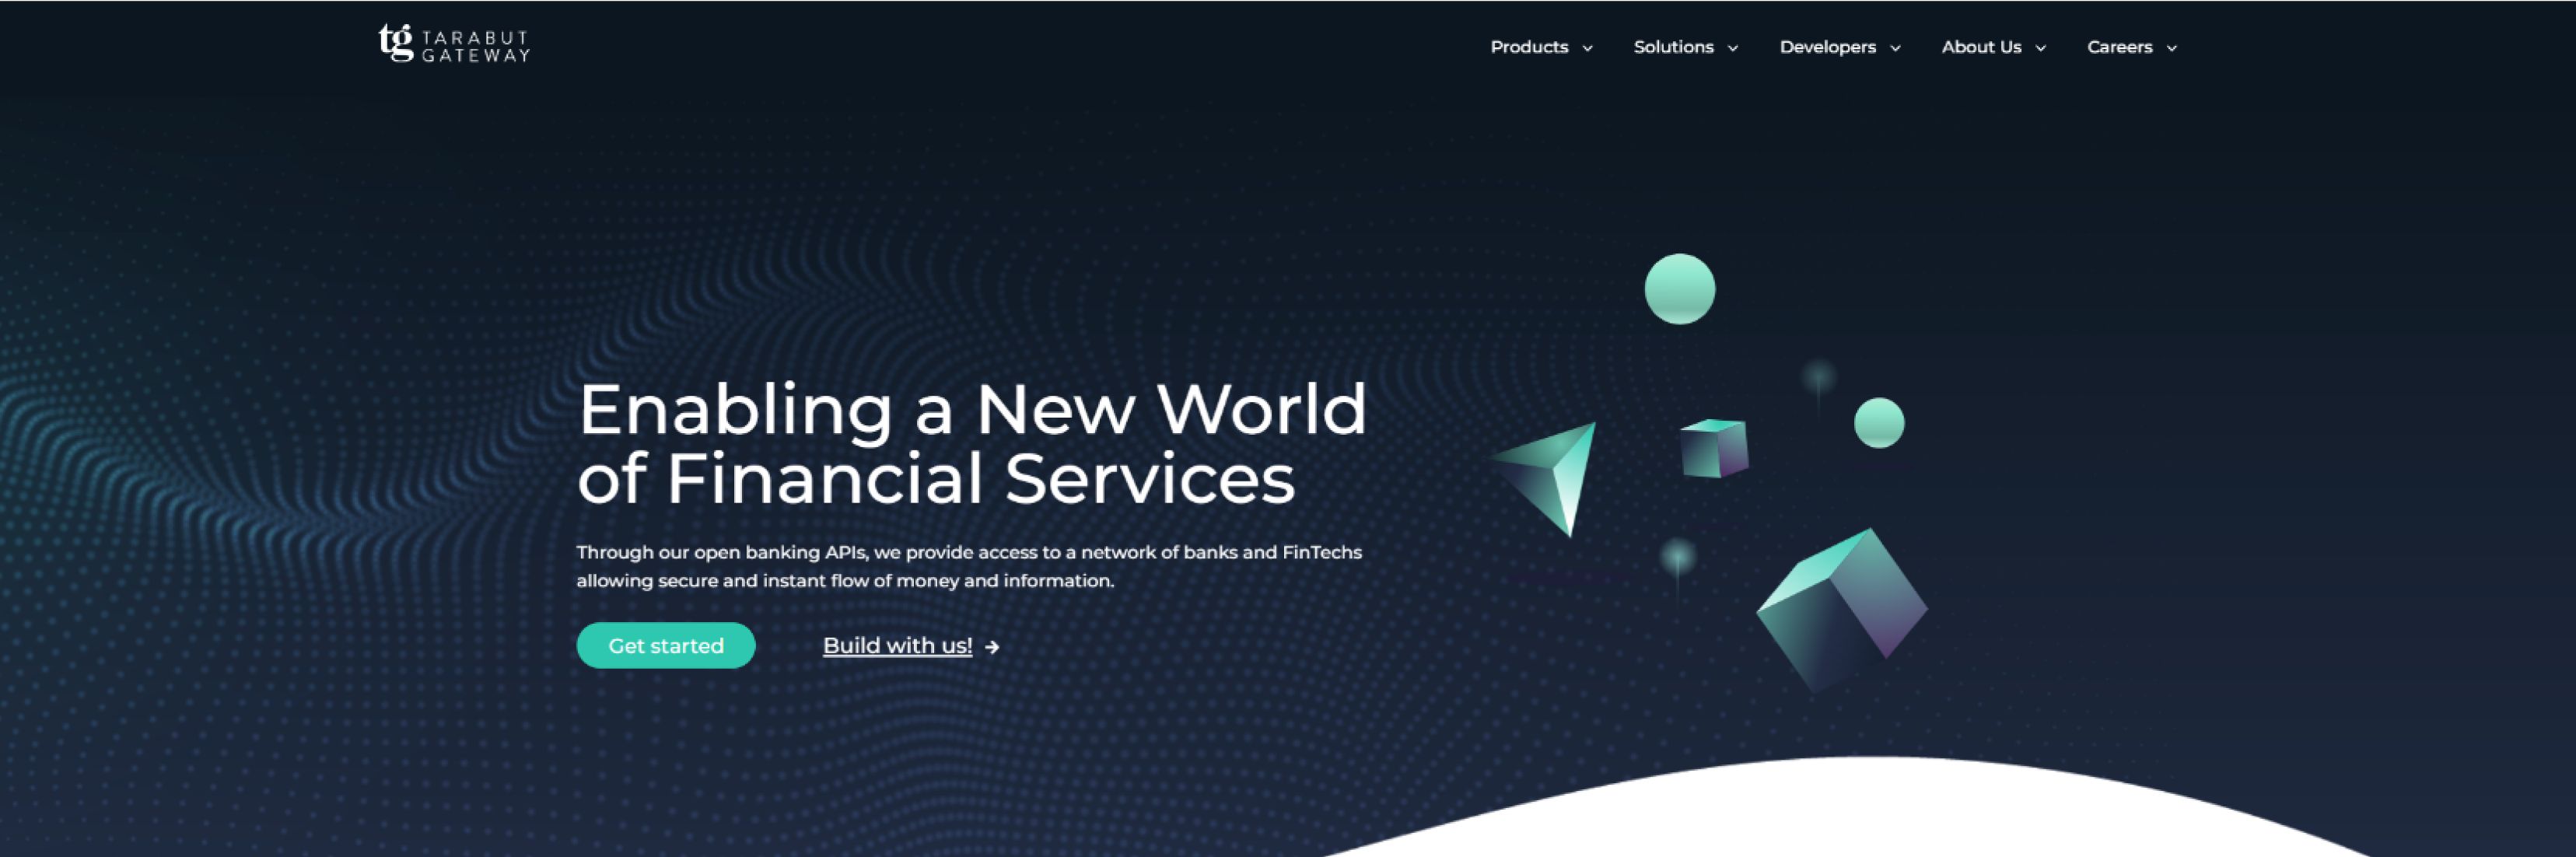 tg TARABUT
GATEWAY
Products
Solutions
Developers
About Us
Careers
Enabling a New World
of Financial Services
Through our open banking APIs, we provide access to a network of banks and FinTechs
allowing secure and instant flow of money and information.
Get started
Build with us!